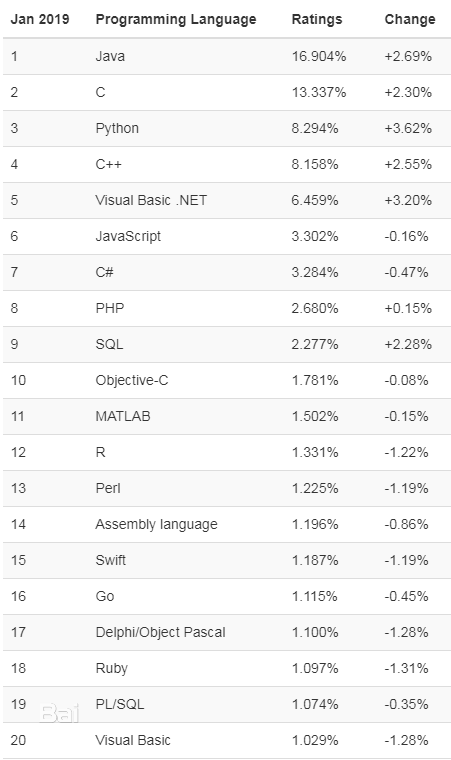 Jan 2019 Programming Language Ratings Change
1 Java 16.904% +2.69%
2 C 13.337% +2.30%
3 Python 8.294% +3.62%
4 C++ 8.158% +2.55%
5 Visual Basic .NET 6.459% +3.20%
6 JavaScript 3.302% -0.16%
7 C# 3.284% -0.47%
8 PHP 2.680% +0.15%
9 SQL 2.277% +2.28%
10 Objective-C 1.781% -0.08%
11 MATLAB 1.502% -0.15%
12 R 1.331% -1.22%
13 Perl 1.225% -1.19%
14 Assembly language 1.196% -0.86%
15 Swift 1.187% -1.19%
16 Go 1.115% -0.45%
17 Delphi/Object Pascal 1.100% -1.28%
18 Ruby 1.097% -1.31%
19 PL/SQL 1.074% -0.35%
Bai
20 Visual Basic 1.029% -1.28%